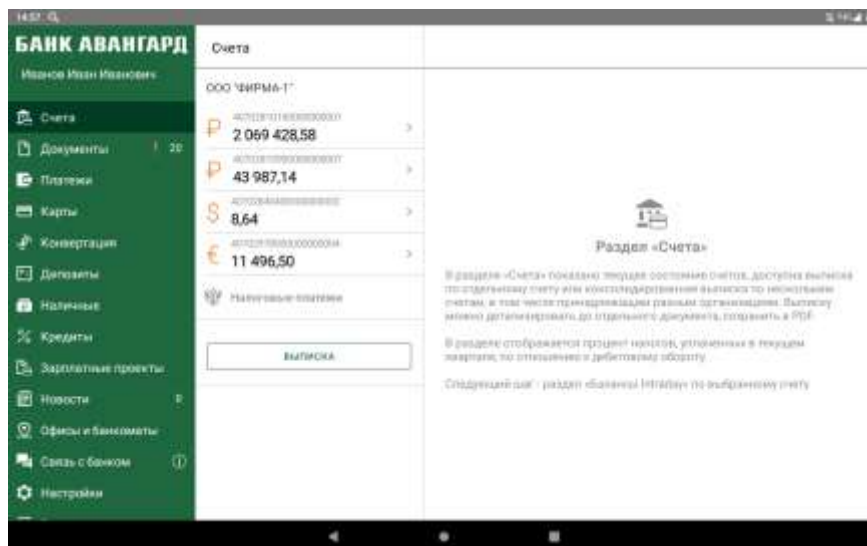 14:57
БАНК АВАНГАРД
Иванов Иван Иванович
Счета
Документы ! 20
Платежи
Карты
Конвертация
Депозиты
Наличные
Кредиты
Зарплатные проекты
Новости
Офисы и банкоматы
Связь с банком
Настройки
Счета
ООО "ФИРМА-1"
₽
2 069 428,58
₽
43 987,14
$
8,64
€
11 496,50
Налоговые платежи
ВЫПИСКА
Раздел «Счета»
В разделе «Счета» показано текущее состояние счетов, доступна выписка
по отдельному счету или консолидированная выписка по нескольким
счетам, в том числе принадлежащим разным организациям. Выписку
можно детализировать до отдельного документа, сохранить в PDF.
В разделе отображается процент налогов, уплаченных в текущем
квартале, по отношению к дебетовому обороту.
Следующий шаг - раздел «Балансы Intraday» по выбранному счету